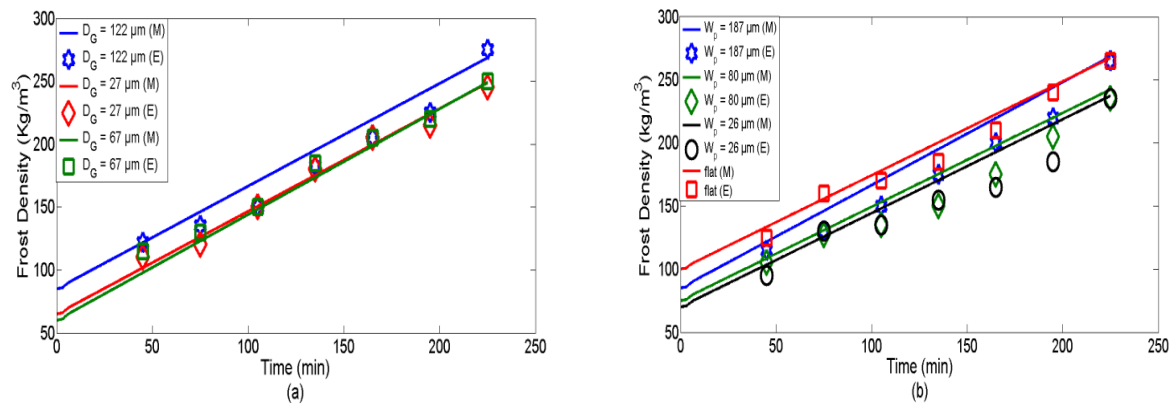 300
250
200
150
100
50
0
50
100
150
200
250
Frost Density (Kg/m³)
Time (min)
D_G = 122 µm (M)
D_G = 122 µm (E)
D_G = 27 µm (M)
D_G = 27 µm (E)
D_G = 67 µm (M)
D_G = 67 µm (E)
(a)
300
250
200
150
100
50
0
50
100
150
200
250
Frost Density (kg/m³)
Time (min)
W_p = 187 µm (M)
W_p = 187 µm (E)
W_p = 80 µm (M)
W_p = 80 µm (E)
W_p = 26 µm (M)
W_p = 26 µm (E)
flat (M)
flat (E)
(b)